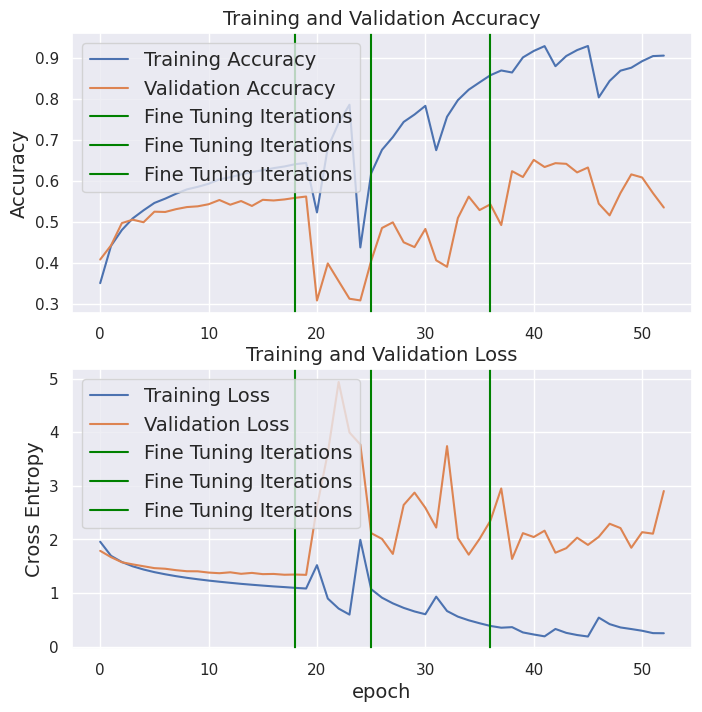 Training and Validation Accuracy
Accuracy
0.9
0.8
0.7
0.6
0.5
0.4
0.3
Training Accuracy
Validation Accuracy
Fine Tuning Iterations
Fine Tuning Iterations
Fine Tuning Iterations
0 10 20 30 40 50
Training and Validation Loss
Cross Entropy
5
4
3
2
1
0
Training Loss
Validation Loss
Fine Tuning Iterations
Fine Tuning Iterations
Fine Tuning Iterations
0 10 20 30 40 50
epoch